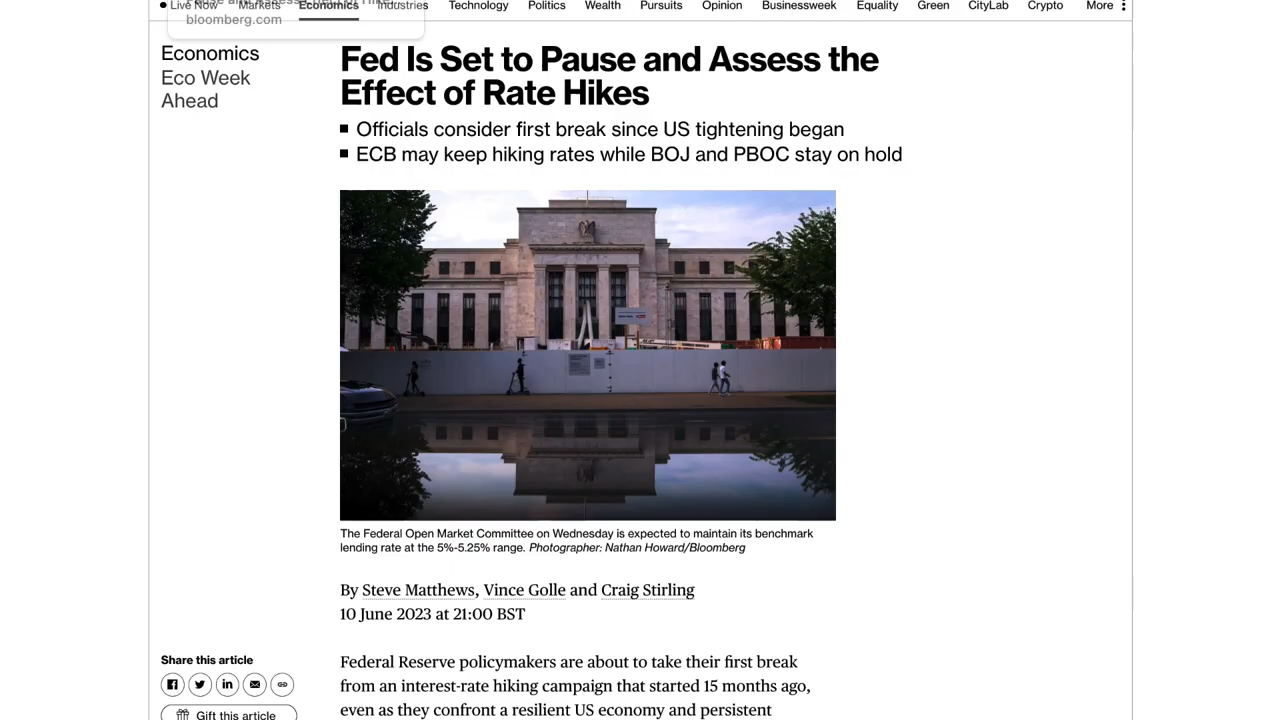 bloomberg.com
Live Now Markets Economics Industries Technology Politics Wealth Pursuits Opinion Businessweek Equality Green CityLab Crypto More
Economics
Eco Week
Ahead
Fed Is Set to Pause and Assess the
Effect of Rate Hikes
Officials consider first break since US tightening began
ECB may keep hiking rates while BOJ and PBOC stay on hold
The Federal Open Market Committee on Wednesday is expected to maintain its benchmark
lending rate at the 5%-5.25% range. Photographer: Nathan Howard/Bloomberg
By Steve Matthews, Vince Golle and Craig Stirling
10 June 2023 at 21:00 BST
Share this article
Gift this article
Federal Reserve policymakers are about to take their first break
from an interest-rate hiking campaign that started 15 months ago,
even as they confront a resilient US economy and persistent